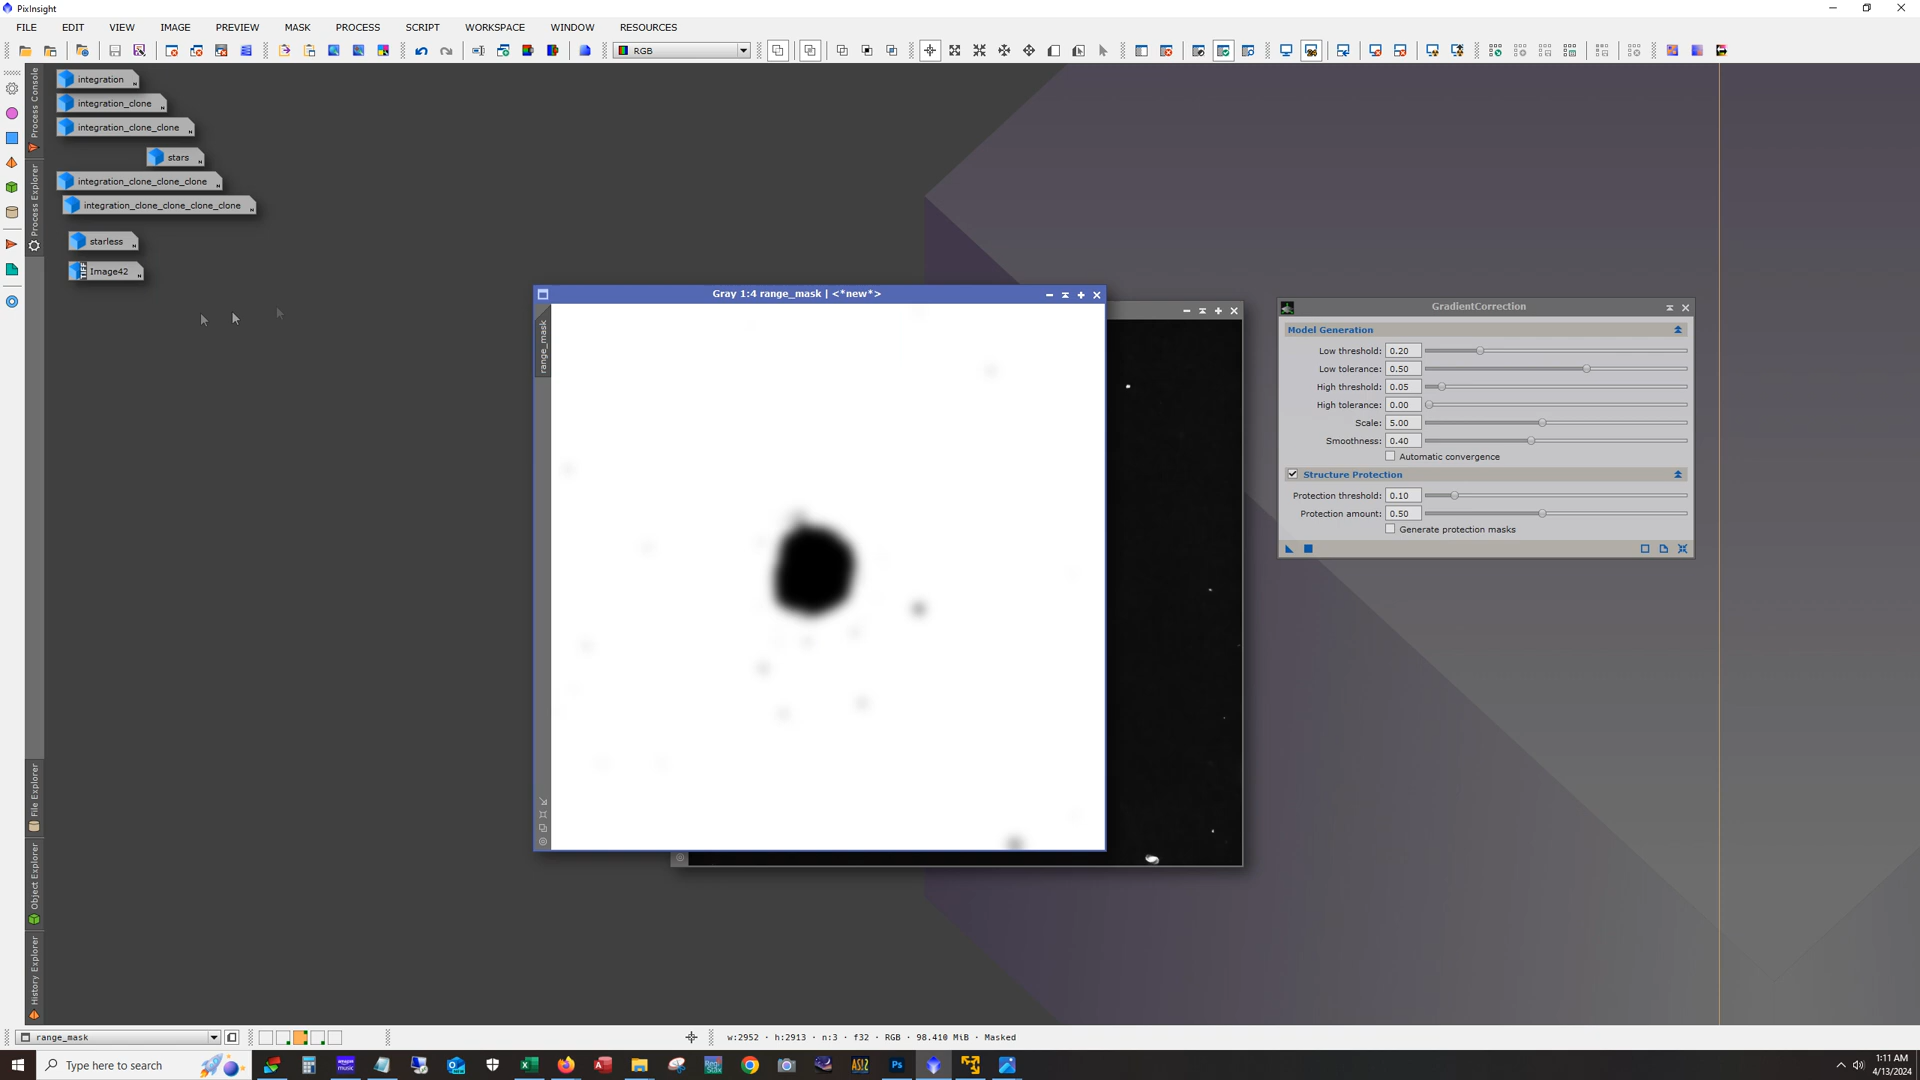 PixInsight
FILE EDIT VIEW IMAGE PREVIEW MASK PROCESS SCRIPT WORKSPACE WINDOW RESOURCES
RGB
Process Console
Process Explorer
File Explorer
Object Explorer
History Explorer
integration
integration_clone
integration_clone_clone
stars
integration_clone_clone_clone
integration_clone_clone_clone_clone
starless
TIFF
Image42
Gray 1:4 range_mask | <*new*>
range_mask
GradientCorrection
Model Generation
Low threshold: 0.20
Low tolerance: 0.50
High threshold: 0.05
High tolerance: 0.00
Scale: 5.00
Smoothness: 0.40
Automatic convergence
Structure Protection
Protection threshold: 0.10
Protection amount: 0.50
Generate protection masks
range_mask
w:2952 · h:2913 · n:3 · f32 · RGB · 98.410 MiB · Masked
Type here to search
amazon music
Ps
1:11 AM
4/13/2024